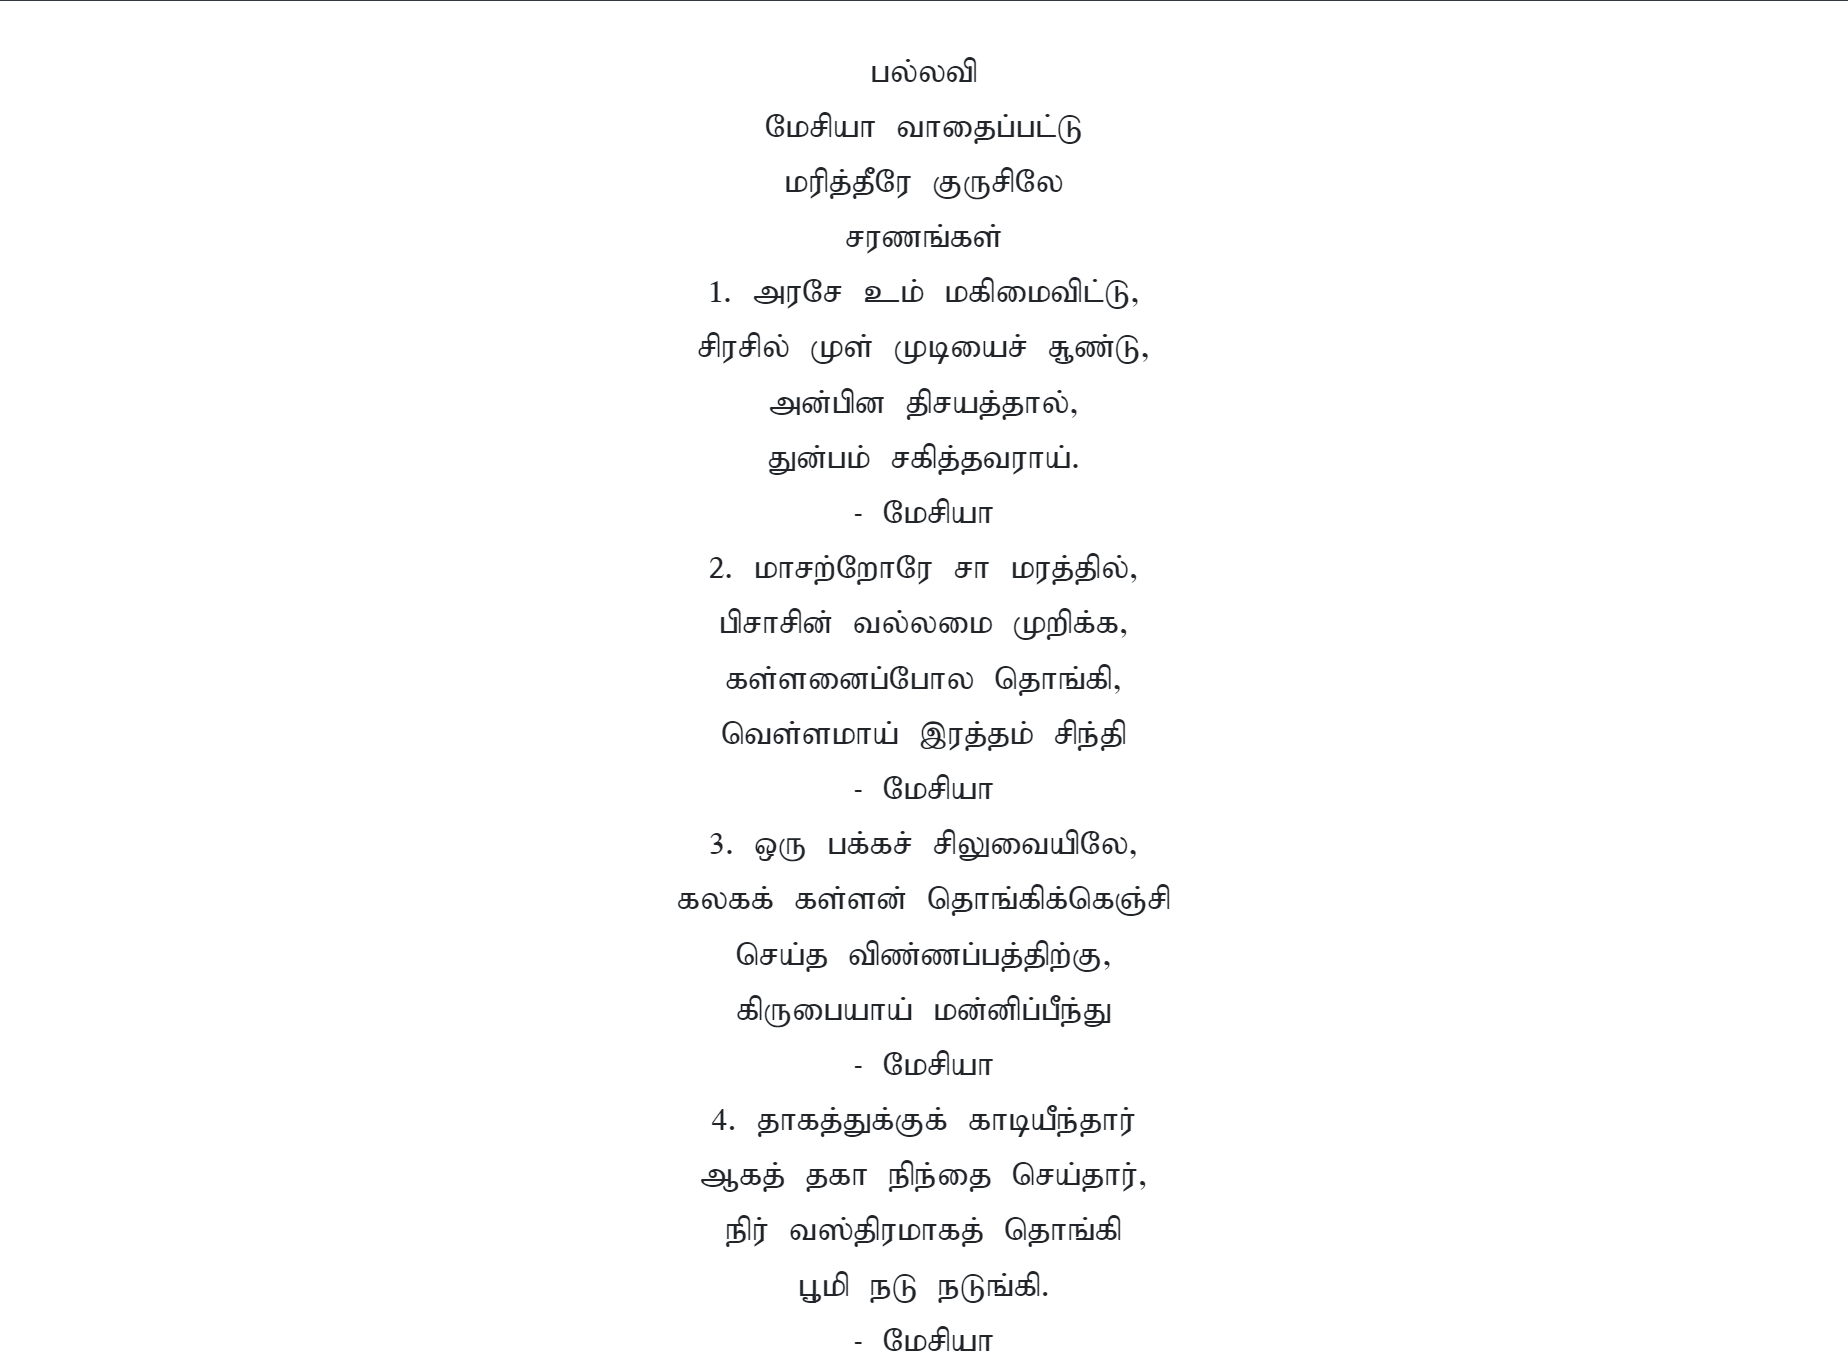 பல்லவி
மேசியா வாதைப்பட்டு
மரித்தீரே குருசிலே
சரணங்கள்
1. அரசே உம் மகிமைவிட்டு,
சிரசில் முள் முடியைச் சூண்டு,
அன்பின திசயத்தால்,
துன்பம் சகித்தவராய்.
- மேசியா
2. மாசற்றோரே சா மரத்தில்,
பிசாசின் வல்லமை முறிக்க,
கள்ளனைப்போல தொங்கி,
வெள்ளமாய் இரத்தம் சிந்தி
- மேசியா
3. ஒரு பக்கச் சிலுவையிலே,
கலகக் கள்ளன் தொங்கிக்கெஞ்சி
செய்த விண்ணப்பத்திற்கு,
கிருபையாய் மன்னிப்பீந்து
- மேசியா
4. தாகத்துக்குக் காடியீந்தார்
ஆகத் தகா நிந்தை செய்தார்,
நிர் வஸ்திரமாகத் தொங்கி
பூமி நடு நடுங்கி.
- மேசியா